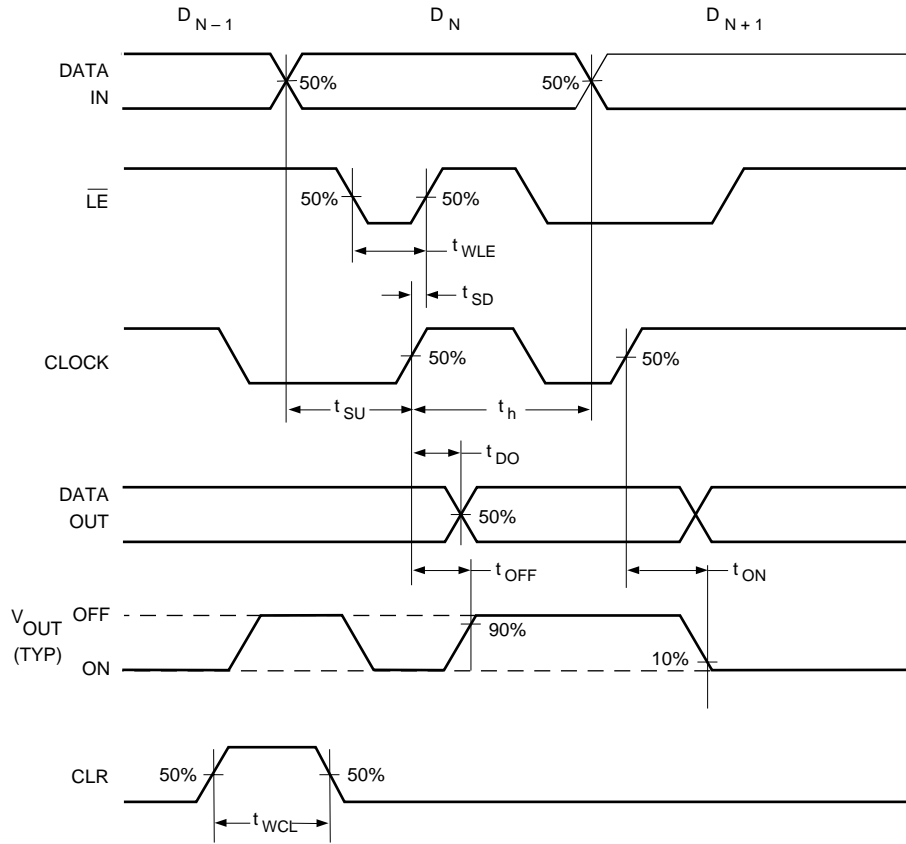 D N – 1 D N D N + 1
DATA IN
50% 50%
LE
50% 50%
t WLE
t SD
CLOCK
50% 50%
t SU t h
t DO
DATA OUT
50%
t OFF t ON
V OUT (TYP)
OFF
90%
10%
ON
CLR
50% 50%
t WCL